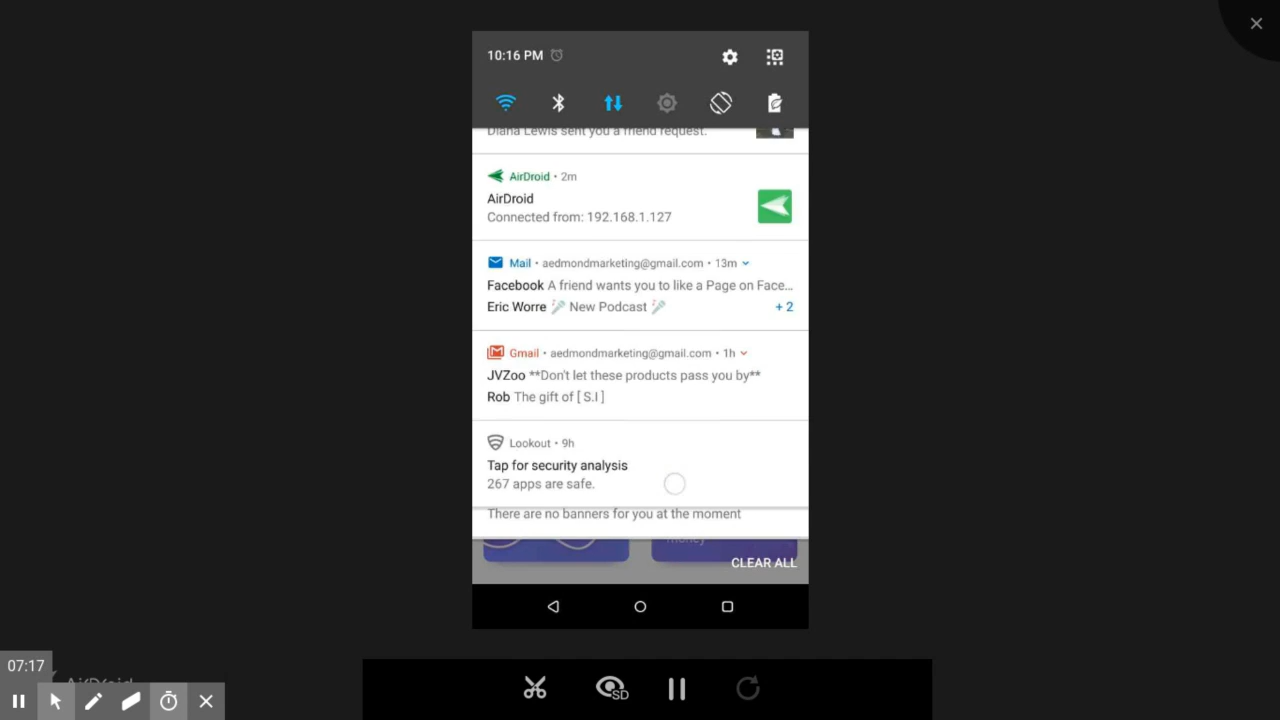 10:16 PM
Diana Lewis sent you a friend request.
AirDroid • 2m
AirDroid
Connected from: 192.168.1.127
Mail • aedmondmarketing@gmail.com • 13m
Facebook A friend wants you to like a Page on Face...
Eric Worre 🎤 New Podcast 🎤 + 2
Gmail • aedmondmarketing@gmail.com • 1h
JVZoo **Don't let these products pass you by**
Rob The gift of [ S.I ]
Lookout • 9h
Tap for security analysis
267 apps are safe.
There are no banners for you at the moment
money
CLEAR ALL
07:17
AirDroid
SD